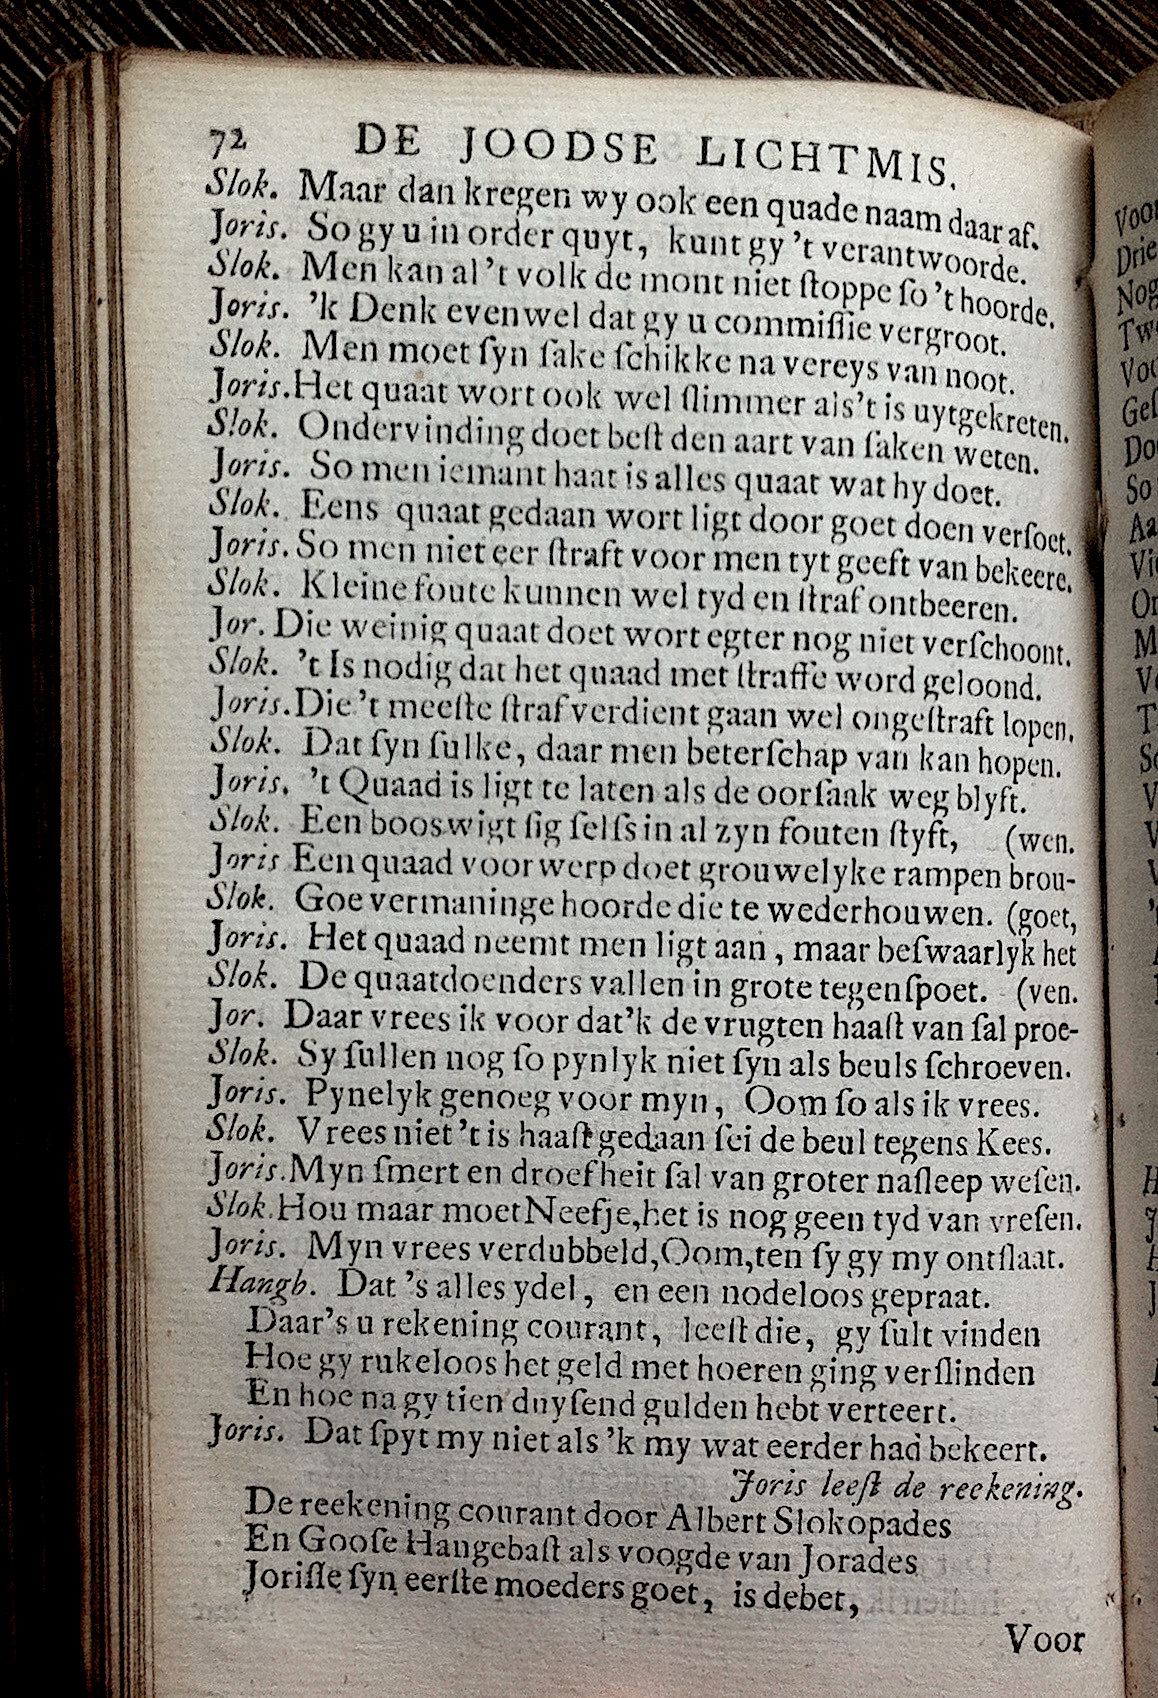 72 DE JOODSE LICHTMIS.
Slok. Maar dan kregen wy ook een quade naam daar af.
Joris. So gy u in order quyt, kunt gy 't verantwoorde.
Slok. Men kan al 't volk de mont niet ſtoppe ſo 't hoorde.
Joris. 'k Denk evenwel dat gy u commiſſie vergroot.
Slok. Men moet ſyn ſake ſchikke na vereys van noot.
Joris. Het quaat wort ook wel ſlimmer als 't is uytgekreten.
Slok. Ondervinding doet beſt den aart van ſaken weten.
Joris. So men iemant haat is alles quaat wat hy doet.
Slok. Eens quaat gedaan wort ligt door goet doen verſoet.
Joris. So men niet eer ſtraft voor men tyt geeft van bekeere.
Slok. Kleine foute kunnen wel tyd en ſtraf ontbeeren.
Jor. Die weinig quaat doet wort egter nog niet verſchoont.
Slok. 't Is nodig dat het quaad met ſtraffe word geloond.
Joris. Die 't meeſte ſtraf verdient gaan wel ongeſtraft lopen.
Slok. Dat ſyn ſulke, daar men beterſchap van kan hopen.
Joris. 't Quaad is ligt te laten als de oorſaak weg blyft.
Slok. Een booswigt ſig ſelfs in al zyn fouten ſtyft, (wen.
Joris Een quaad voorwerp doet grouwelyke rampen brou-
Slok. Goe vermaninge hoorde die te wederhouwen. (goet,
Joris. Het quaad neemt men ligt aan, maar beſwaarlyk het
Slok. De quaatdoenders vallen in grote tegenſpoet. (ven.
Jor. Daar vrees ik voor dat 'k de vrugten haaſt van ſal proe-
Slok. Sy ſullen nog ſo pynlyk niet ſyn als beuls ſchroeven.
Joris. Pynelyk genoeg voor myn, Oom ſo als ik vrees.
Slok. Vrees niet 't is haaſt gedaan ſei de beul tegens Kees.
Joris. Myn ſmert en droefheit ſal van groter naſleep weſen.
Slok. Hou maar moet Neefje, het is nog geen tyd van vreſen.
Joris. Myn vrees verdubbeld, Oom, ten ſy gy my ontſlaat.
Hangb. Dat 's alles ydel, en een nodeloos gepraat.
Daar's u rekening courant, leeſt die, gy ſult vinden
Hoe gy rukeloos het geld met hoeren ging verſlinden
En hoe na gy tien duyſend gulden hebt verteert.
Joris. Dat ſpyt my niet als 'k my wat eerder had bekeert.
Joris leeſt de reekening.
De reekening courant door Albert Slokopades
En Gooſe Hangebaſt als voogde van Jorades
Joriſſe ſyn eerſte moeders goet, is debet,
Voor